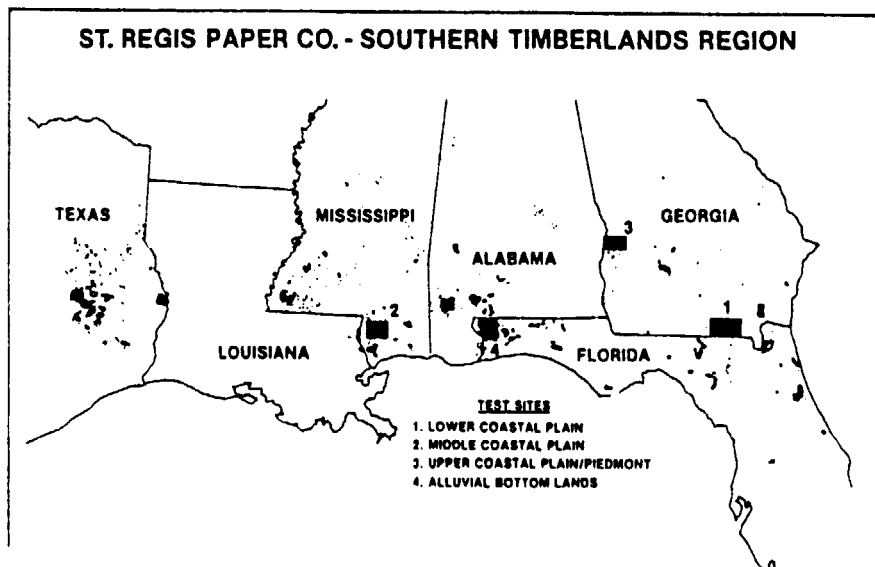 ST. REGIS PAPER CO. - SOUTHERN TIMBERLANDS REGION
TEXAS
MISSISSIPPI
GEORGIA
3
ALABAMA
2
1
LOUISIANA
4
FLORIDA
TEST SITES
1. LOWER COASTAL PLAIN
2. MIDDLE COASTAL PLAIN
3. UPPER COASTAL PLAIN/PIEDMONT
4. ALLUVIAL BOTTOM LANDS